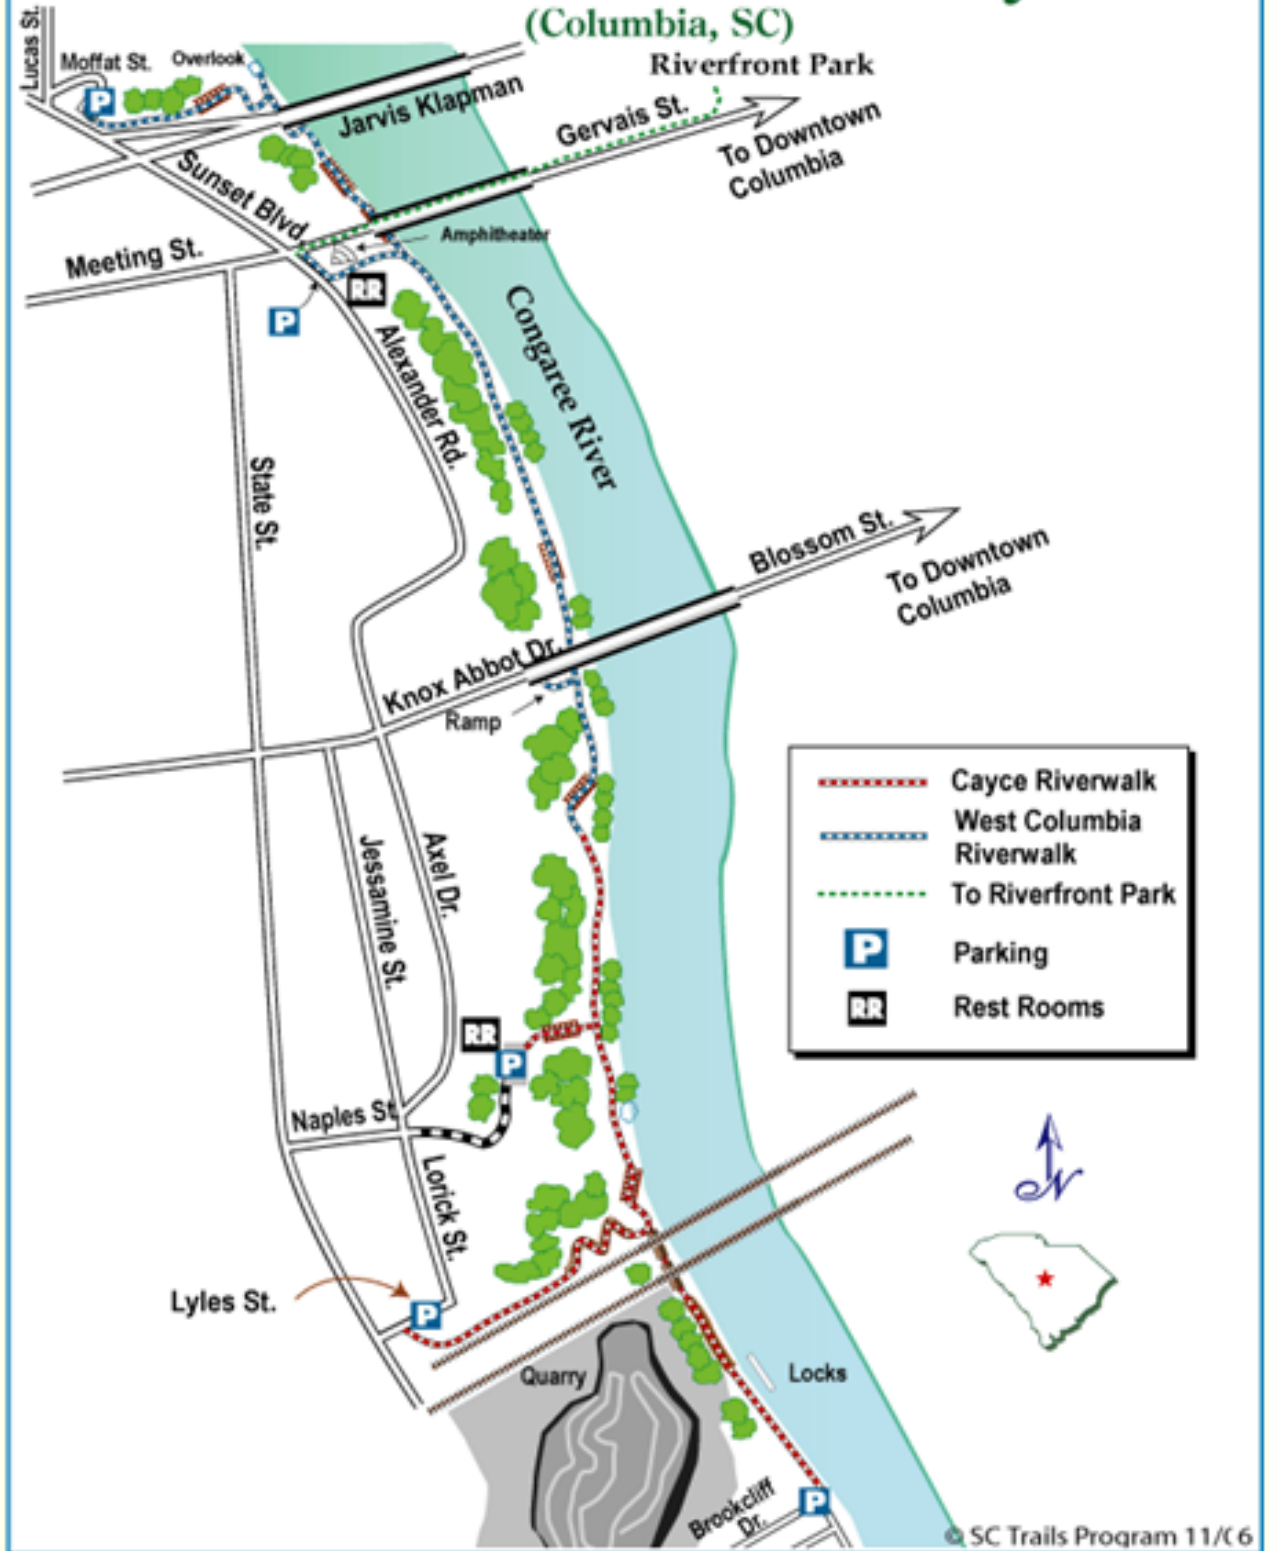 (Columbia, SC)
Lucas St.
Moffat St.
Overlook
Riverfront Park
P
Jarvis Klapman
Gervais St.
To Downtown
Columbia
Sunset Blvd.
Meeting St.
Amphitheater
RR
P
Alexander Rd.
Congaree River
State St.
Blossom St.
To Downtown
Columbia
Knox Abbot Dr.
Ramp
Cayce Riverwalk
West Columbia
Riverwalk
To Riverfront Park
P
Parking
RR
Rest Rooms
Jessamine St.
Axel Dr.
RR
P
Naples St.
Lorick St.
N
Lyles St.
P
Quarry
Locks
Brookcliff
Dr.
P
© SC Trails Program 11/06